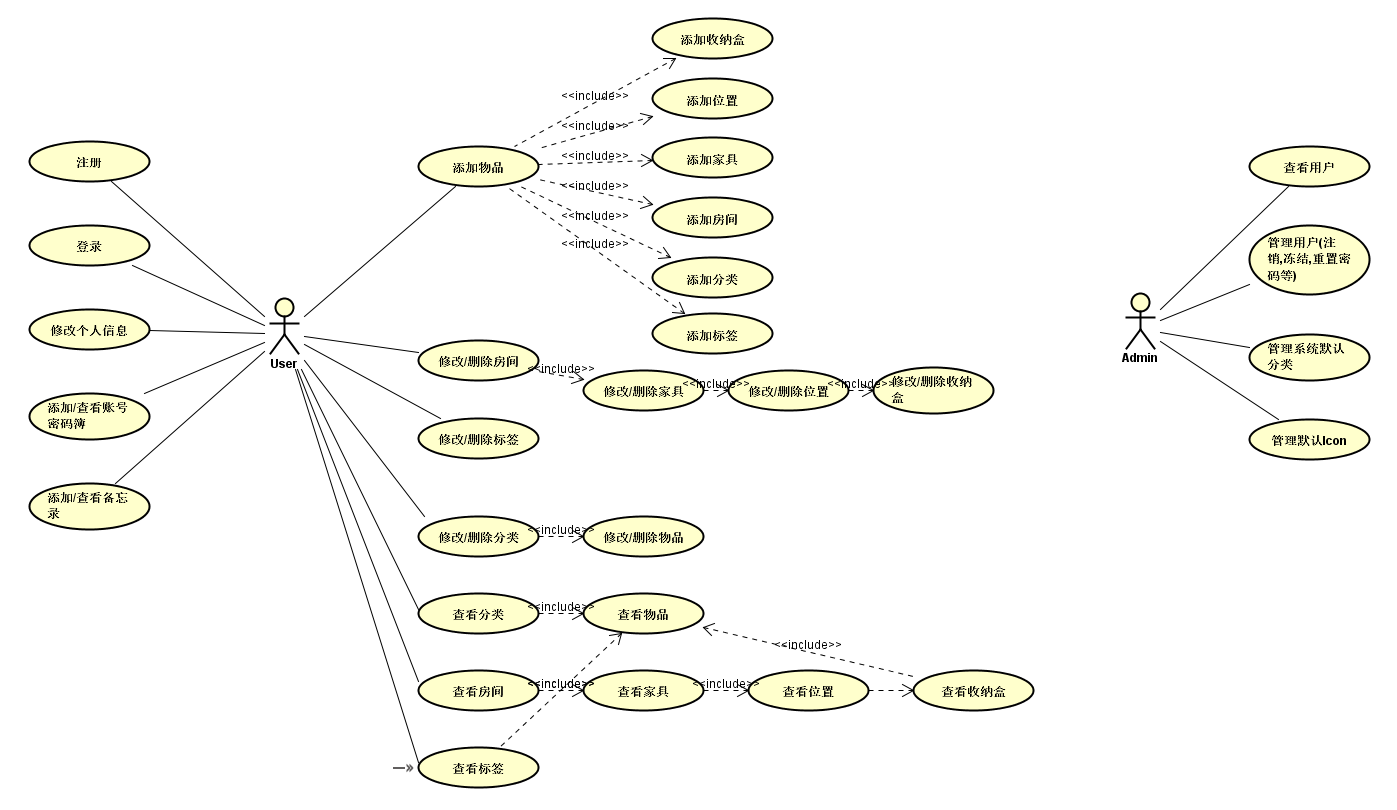 添加收纳盒
<<include>>
添加位置
<<include>>
添加家具
<<include>>
添加房间
<<include>>
添加分类
<<include>>
添加标签
<<include>>
添加物品
注册
登录
修改个人信息
添加/查看账号
密码簿
添加/查看备忘
录
User
修改/删除房间
<<include>>
修改/删除家具
<<include>>
修改/删除位置
<<include>>
修改/删除收纳
盒
修改/删除标签
修改/删除分类
<<include>>
修改/删除物品
查看分类
<<include>>
查看物品
<<include>>
查看房间
<<include>>
查看家具
<<include>>
查看位置
查看收纳盒
查看标签
Admin
查看用户
管理用户(注
销,冻结,重置密
码等)
管理系统默认
分类
管理默认Icon